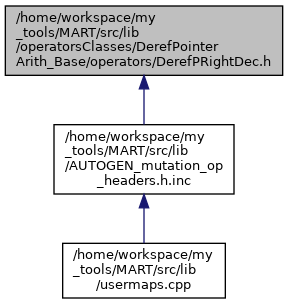 /home/workspace/my
_tools/MART/src/lib
/operatorsClasses/DerefPointer
Arith_Base/operators/DerefPRightDec.h
/home/workspace/my
_tools/MART/src/lib
/AUTOGEN_mutation_op
_headers.h.inc
/home/workspace/my
_tools/MART/src/lib
/usermaps.cpp